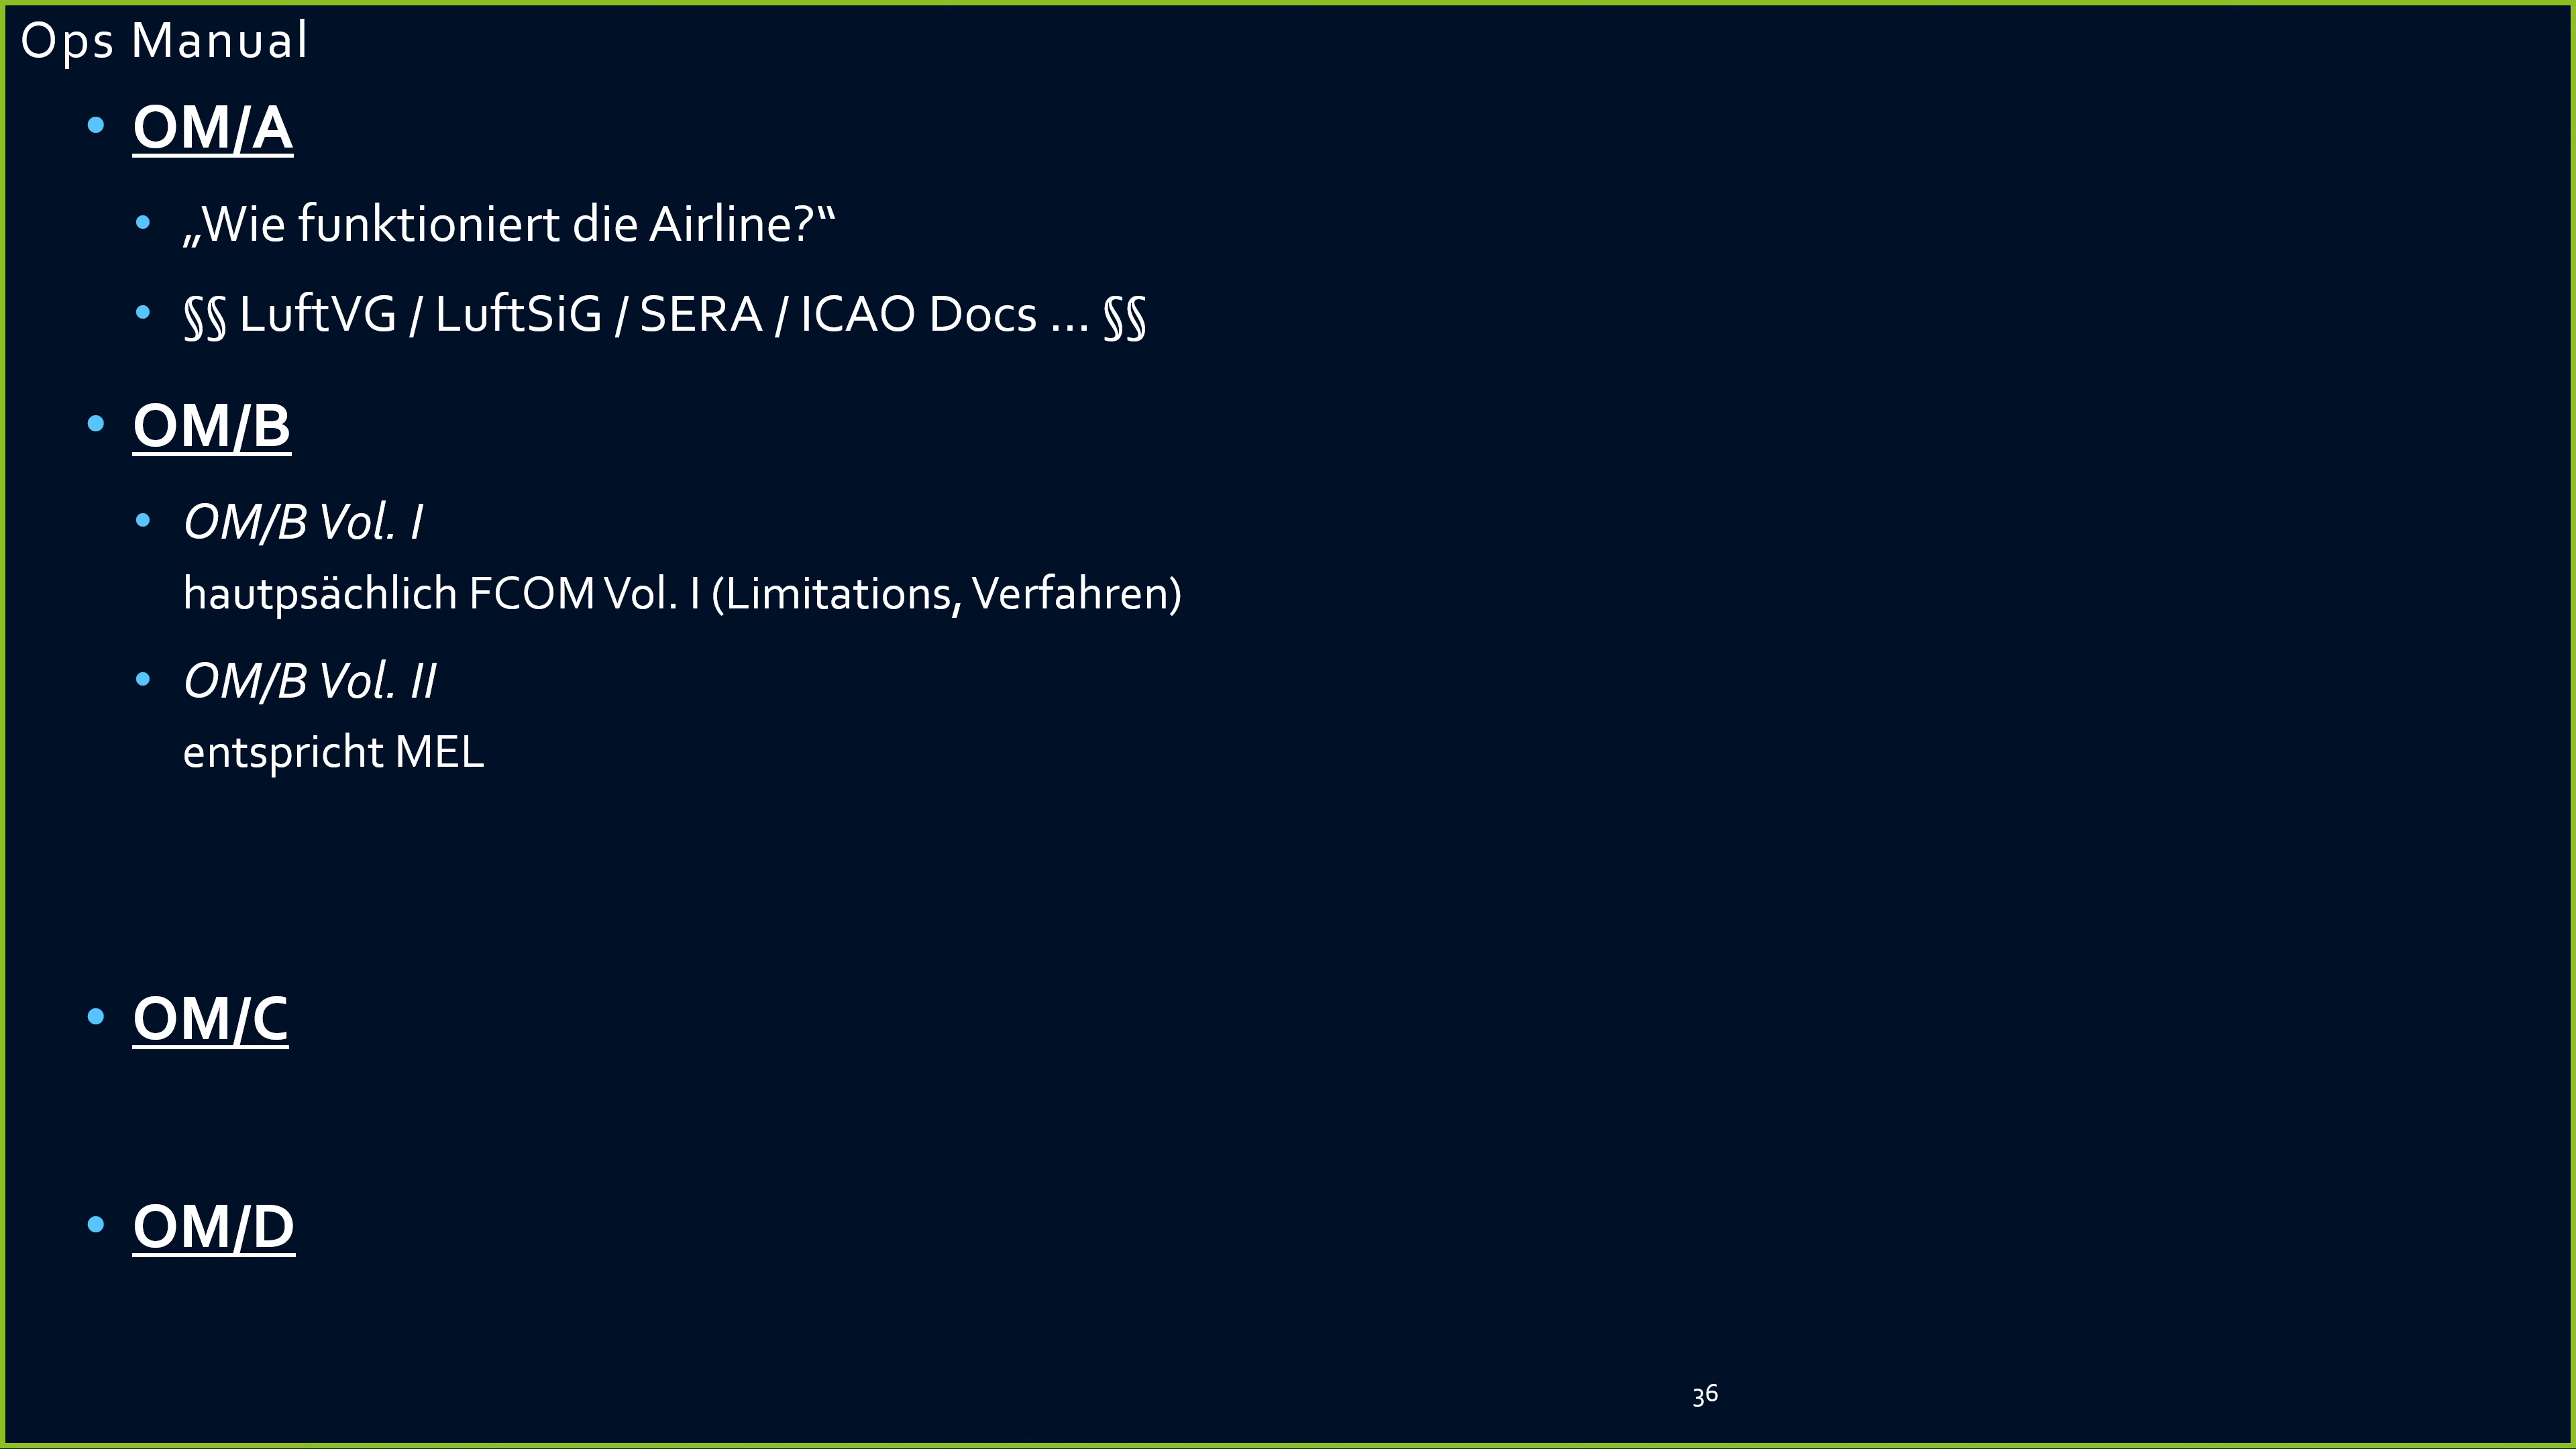 Ops Manual
• OM/A
• „Wie funktioniert die Airline?“
• §§ LuftVG / LuftSiG / SERA / ICAO Docs ... §§
• OM/B
• OM/B Vol. I
hautpsächlich FCOM Vol. I (Limitations, Verfahren)
• OM/B Vol. II
entspricht MEL
• OM/C
• OM/D
36